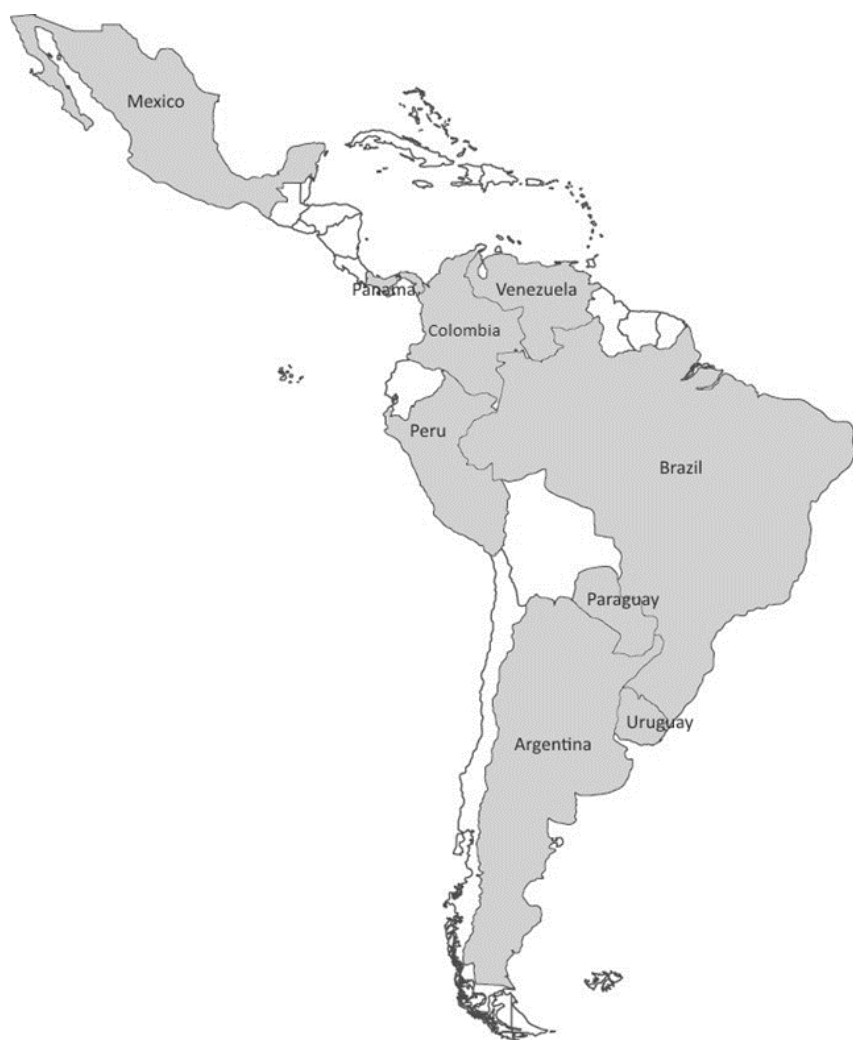 Mexico
Panama
Venezuela
Colombia
Peru
Brazil
Paraguay
Uruguay
Argentina